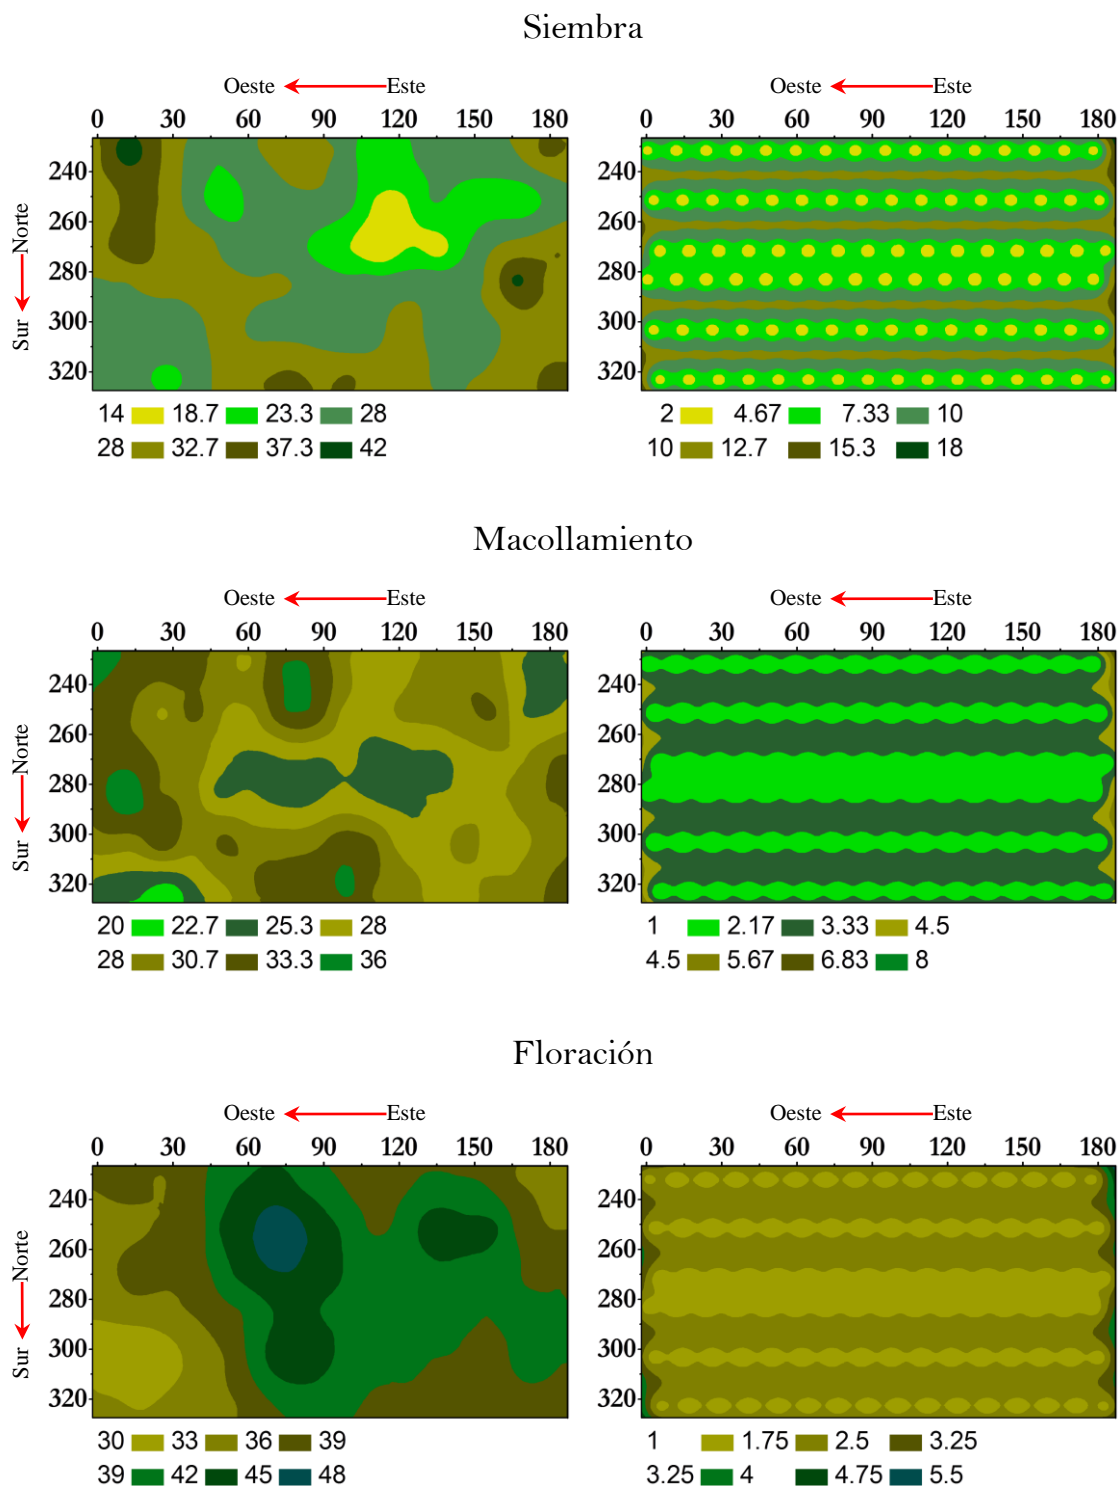 Siembra
Oeste Este Oeste Este
0 30 60 90 120 150 180 0 30 60 90 120 150 180
240 240
260 260
280 280
300 300
320 320
Norte
Sur
14 18.7 23.3 28 2 4.67 7.33 10
28 32.7 37.3 42 10 12.7 15.3 18
Macollamiento
Oeste Este Oeste Este
0 30 60 90 120 150 180 0 30 60 90 120 150 180
240 240
260 260
280 280
300 300
320 320
Norte
Sur
20 22.7 25.3 28 1 2.17 3.33 4.5
28 30.7 33.3 36 4.5 5.67 6.83 8
Floración
Oeste Este Oeste Este
0 30 60 90 120 150 180 0 30 60 90 120 150 180
240 240
260 260
280 280
300 300
320 320
Norte
Sur
30 33 36 39 1 1.75 2.5 3.25
39 42 45 48 3.25 4 4.75 5.5